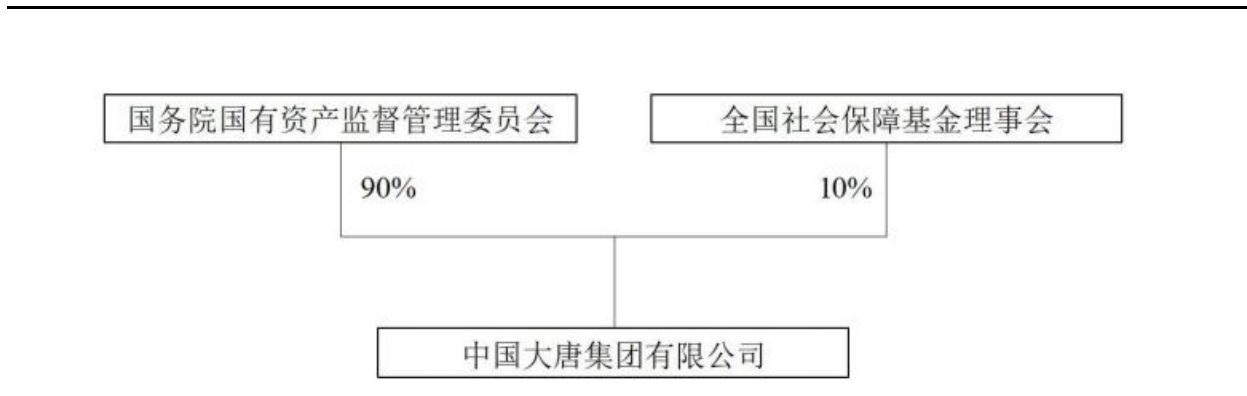 国务院国有资产监督管理委员会
全国社会保障基金理事会
90%
10%
中国大唐集团有限公司